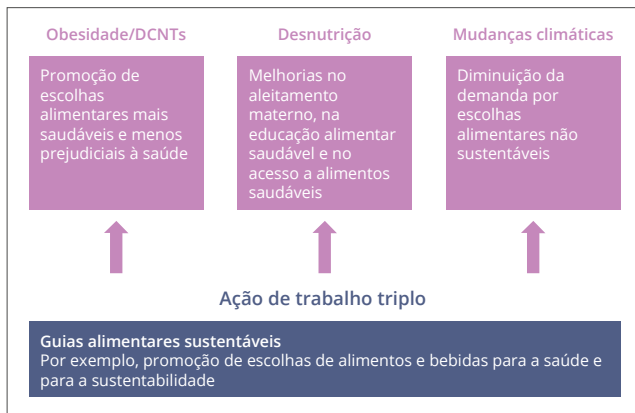 Obesidade/DCNTs
Promoção de
escolhas
alimentares mais
saudáveis e menos
prejudiciais à saúde
Desnutrição
Melhorias no
aleitamento
materno, na
educação alimentar
saudável e no
acesso a alimentos
saudáveis
Mudanças climáticas
Diminuição da
demanda por
escolhas
alimentares não
sustentáveis
Ação de trabalho triplo
Guias alimentares sustentáveis
Por exemplo, promoção de escolhas de alimentos e bebidas para a saúde e
para a sustentabilidade